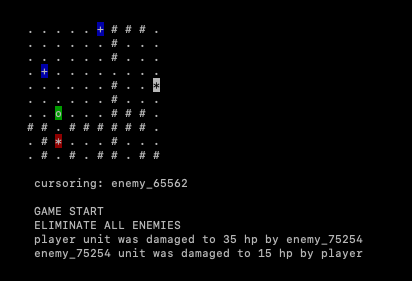 . . . . . + # # # .
. . . . . . # . . .
. . . . . . # . . .
. + . . . . . . . .
. . . . . . # . . *
. . . . . . # . . .
. . o . . . # # # .
# # . # # # # # # .
. # * . . . # . . .
. # . # . # # . # #
cursoring: enemy_65562
GAME START
ELIMINATE ALL ENEMIES
player unit was damaged to 35 hp by enemy_75254
enemy_75254 unit was damaged to 15 hp by player